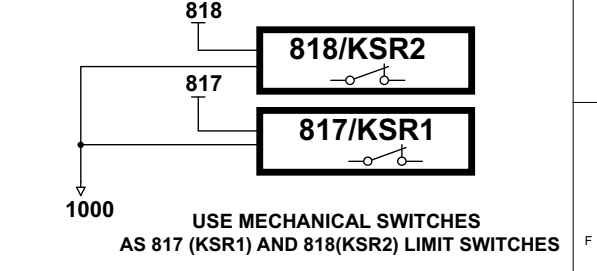 818
818/KSR2
817
817/KSR1
1000
USE MECHANICAL SWITCHES
AS 817 (KSR1) AND 818(KSR2) LIMIT SWITCHES
F